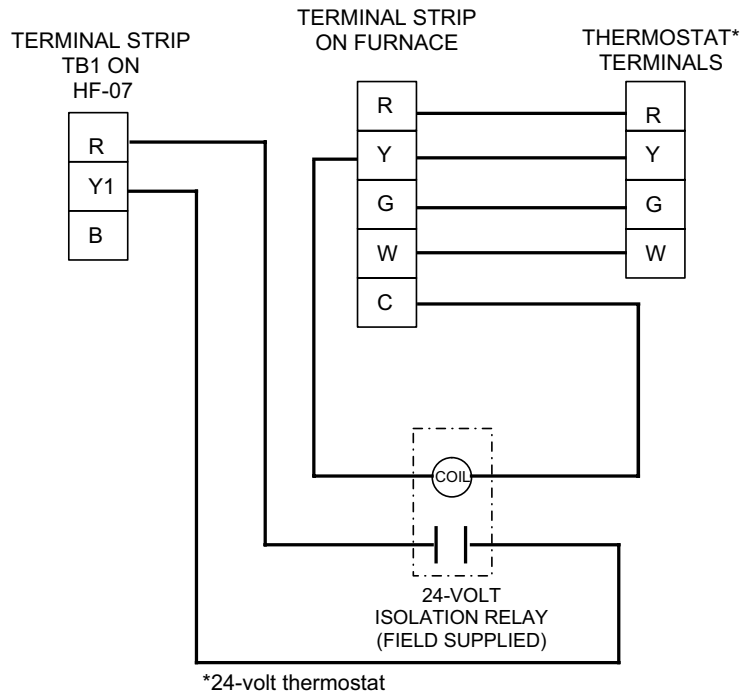 TERMINAL STRIP
TB1 ON
HF-07
R
Y1
B
TERMINAL STRIP
ON FURNACE
R
Y
G
W
C
THERMOSTAT*
TERMINALS
R
Y
G
W
COIL
24-VOLT
ISOLATION RELAY
(FIELD SUPPLIED)
*24-volt thermostat